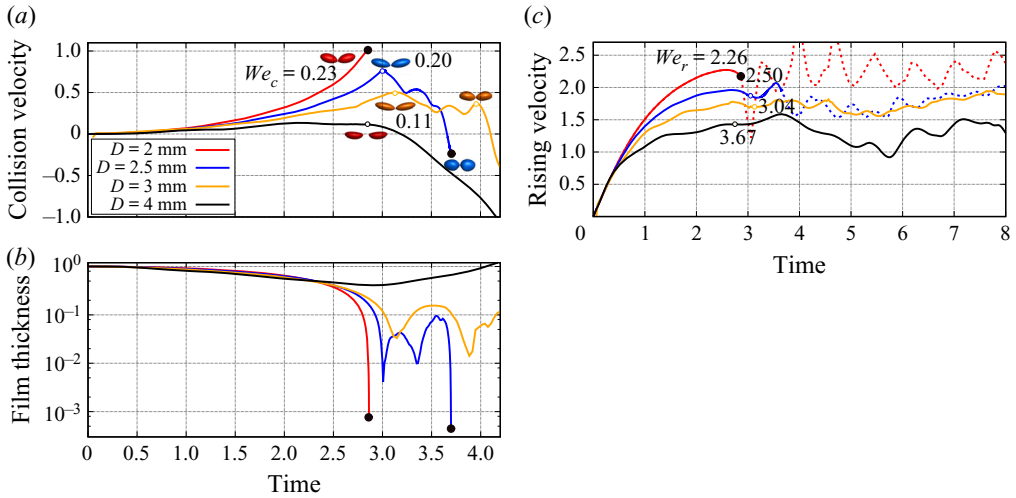 (a)
Collision velocity
1.0
0.5
0
−0.5
−1.0
We_c = 0.23
0.20
0.11
D = 2 mm
D = 2.5 mm
D = 3 mm
D = 4 mm
(b)
Film thickness
10^0
10^−1
10^−2
10^−3
0 0.5 1.0 1.5 2.0 2.5 3.0 3.5 4.0
Time
(c)
Rising velocity
2.5
2.0
1.5
1.0
0.5
We_r = 2.26
2.50
3.04
3.67
0 1 2 3 4 5 6 7 8
Time